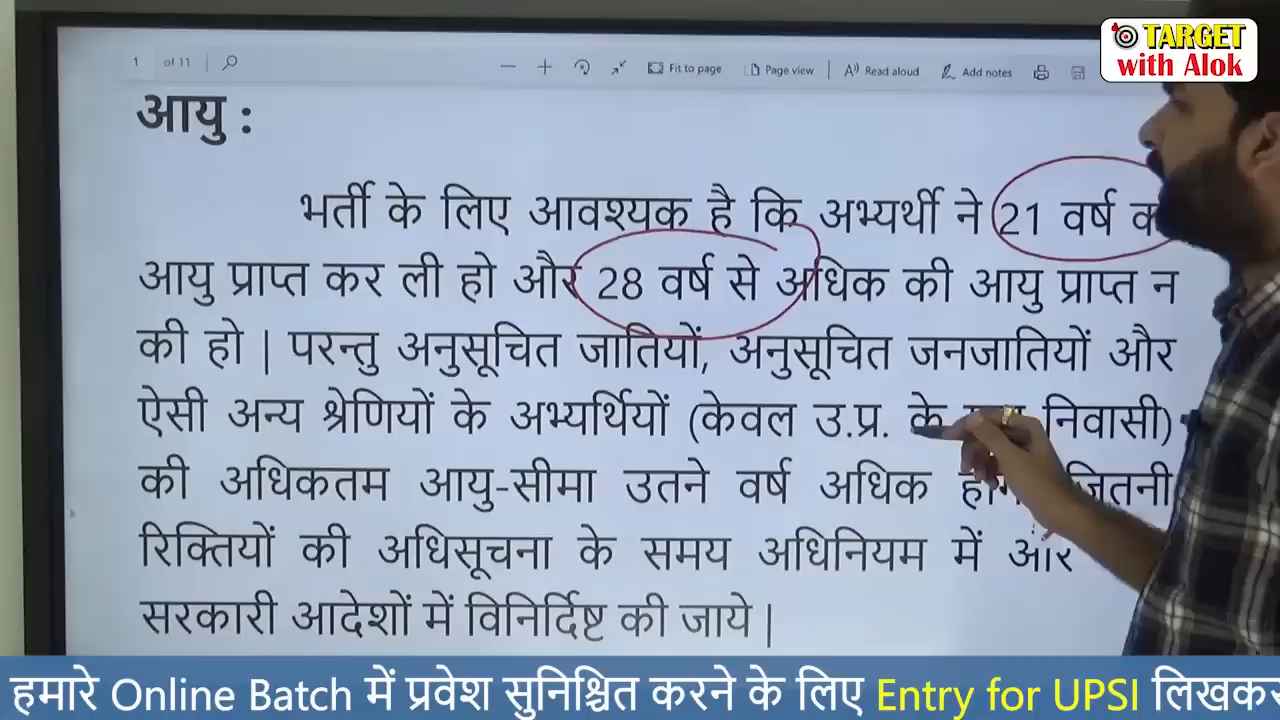 TARGET
with Alok
1 of 11
Fit to page
Page view
Read aloud
Add notes
आयु :
भर्ती के लिए आवश्यक है कि अभ्यर्थी ने 21 वर्ष
आयु प्राप्त कर ली हो और 28 वर्ष से अधिक की आयु प्राप्त न
की हो | परन्तु अनुसूचित जातियों, अनुसूचित जनजातियों और
ऐसी अन्य श्रेणियों के अभ्यर्थियों (केवल उ.प्र. के निवासी)
की अधिकतम आयु-सीमा उतने वर्ष अधिक जितनी
रिक्तियों की अधिसूचना के समय अधिनियम में और
सरकारी आदेशों में विनिर्दिष्ट की जाये |
हमारे Online Batch में प्रवेश सुनिश्चित करने के लिए Entry for UPSI लिखकर